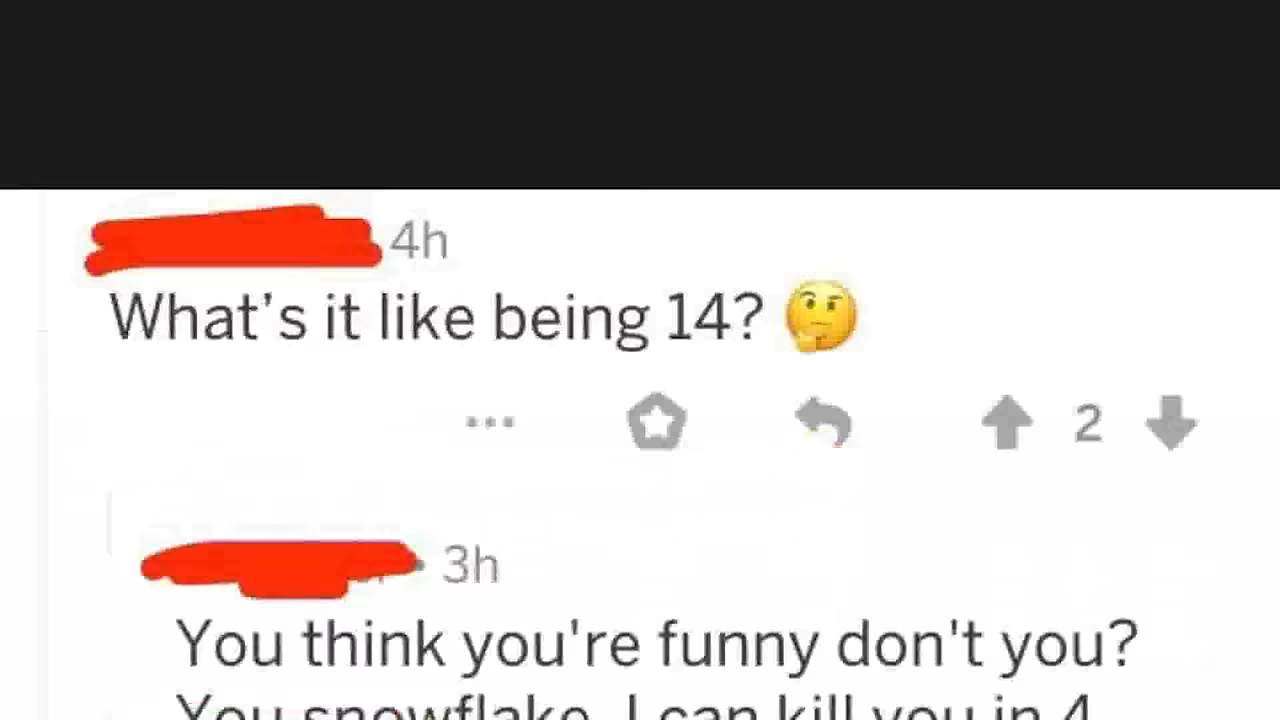 4h
What's it like being 14? 🤔
2
3h
You think you're funny don't you?
You snowflake. I can kill you in 4